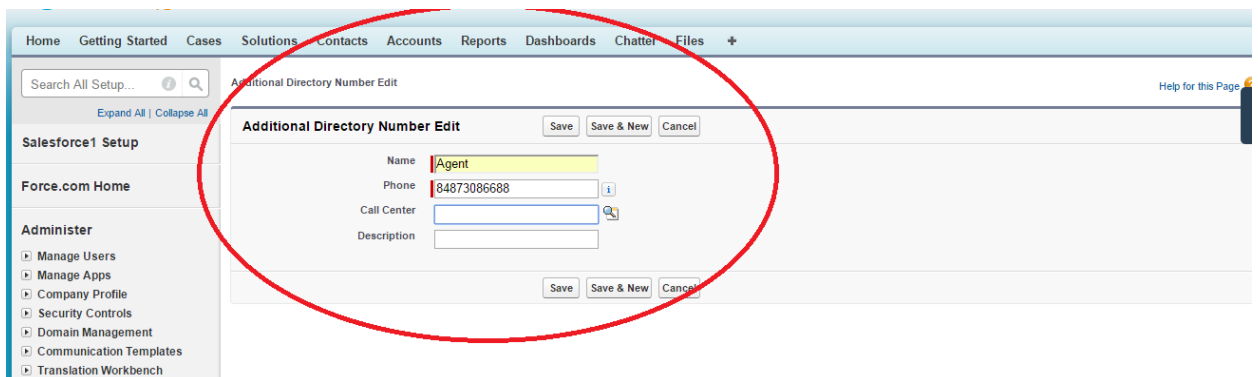 Home Getting Started Cases Solutions Contacts Accounts Reports Dashboards Chatter Files +
Search All Setup...
Expand All | Collapse All
Salesforce1 Setup
Force.com Home
Administer
Manage Users
Manage Apps
Company Profile
Security Controls
Domain Management
Communication Templates
Translation Workbench
Additional Directory Number Edit
Help for this Page
Additional Directory Number Edit Save Save & New Cancel
Name Agent
Phone 84873086688
Call Center
Description
Save Save & New Cancel